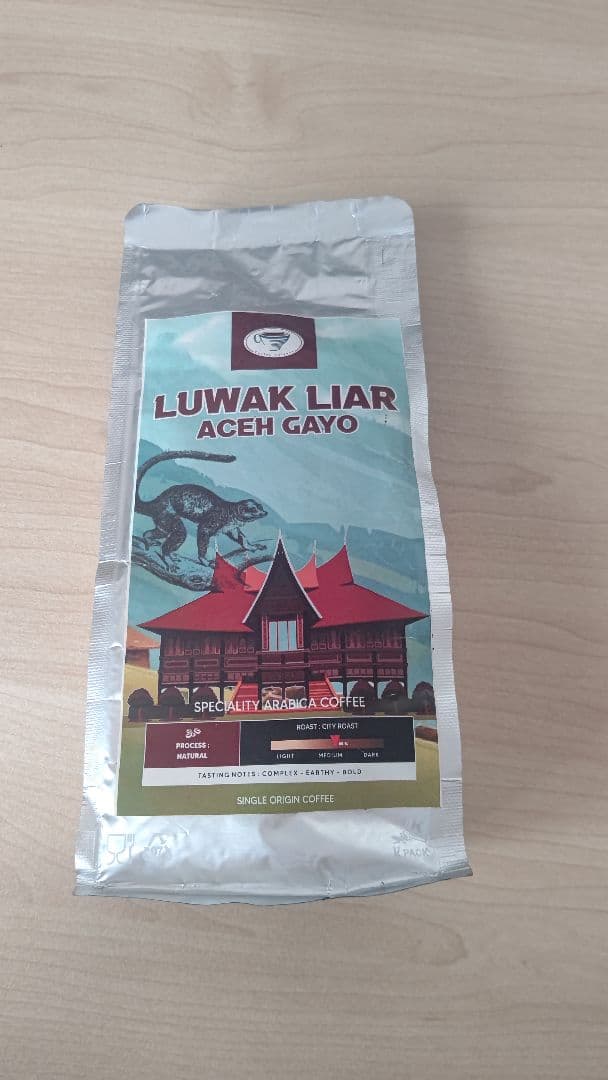 LUWAK LIAR
ACEH GAYO
SPECIALITY ARABICA COFFEE
PROCESS :
NATURAL
ROAST : CITY ROAST
LIGHT MEDIUM DARK
TASTING NOTES : COMPLEX - EARTHY - BOLD
SINGLE ORIGIN COFFEE
PACK